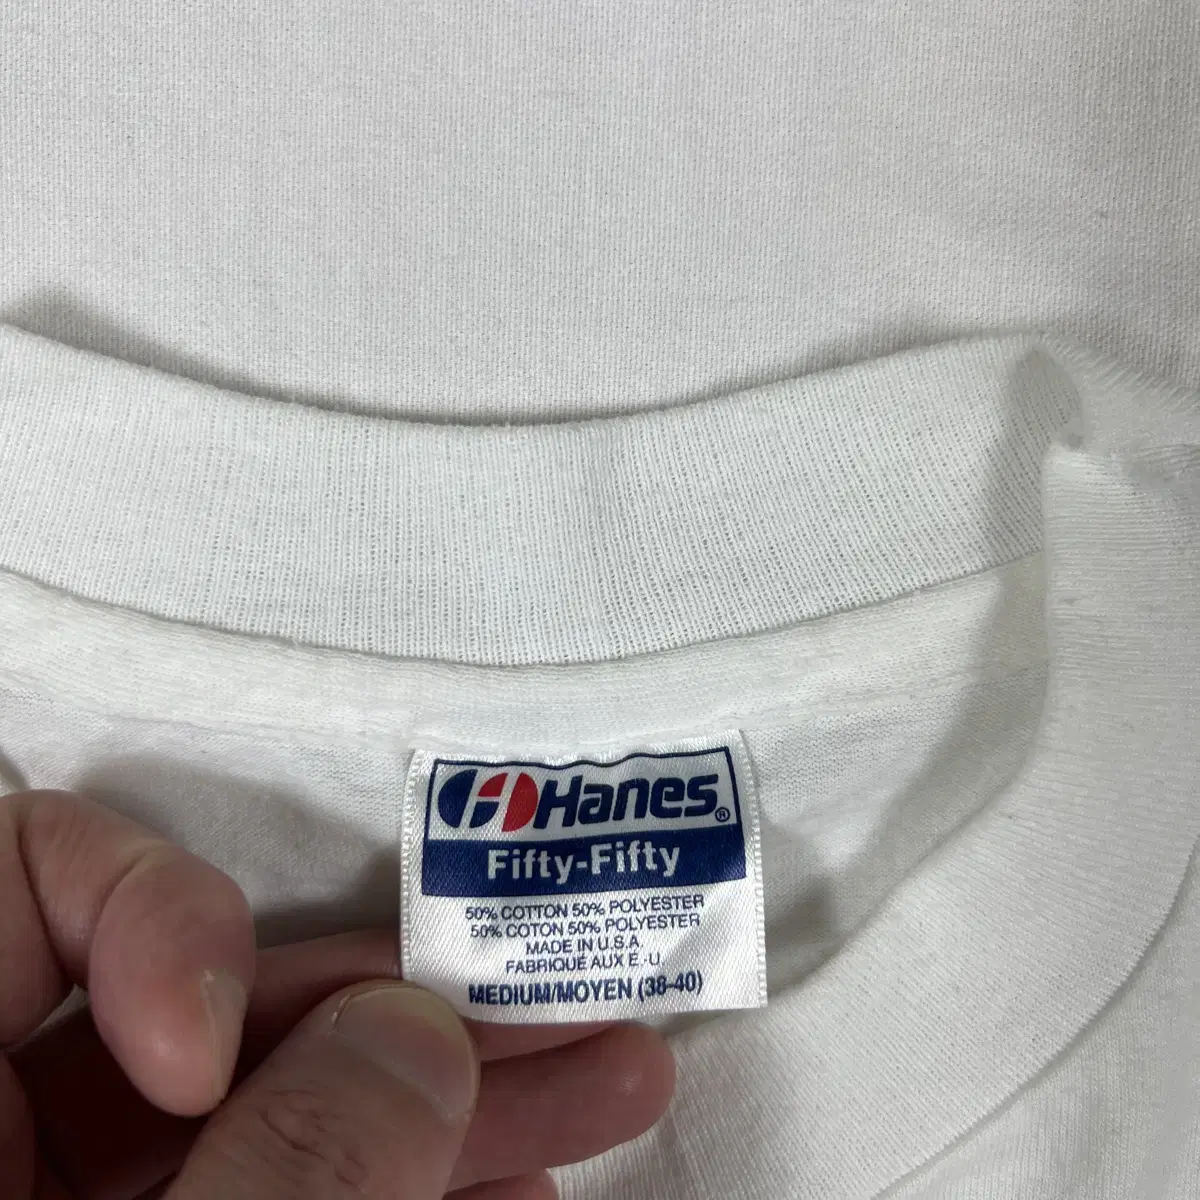 Hanes®
Fifty-Fifty
50% COTTON 50% POLYESTER
50% COTON 50% POLYESTER
MADE IN U.S.A.
FABRIQUÉ AUX É.-U.
MEDIUM/MOYEN (38-40)